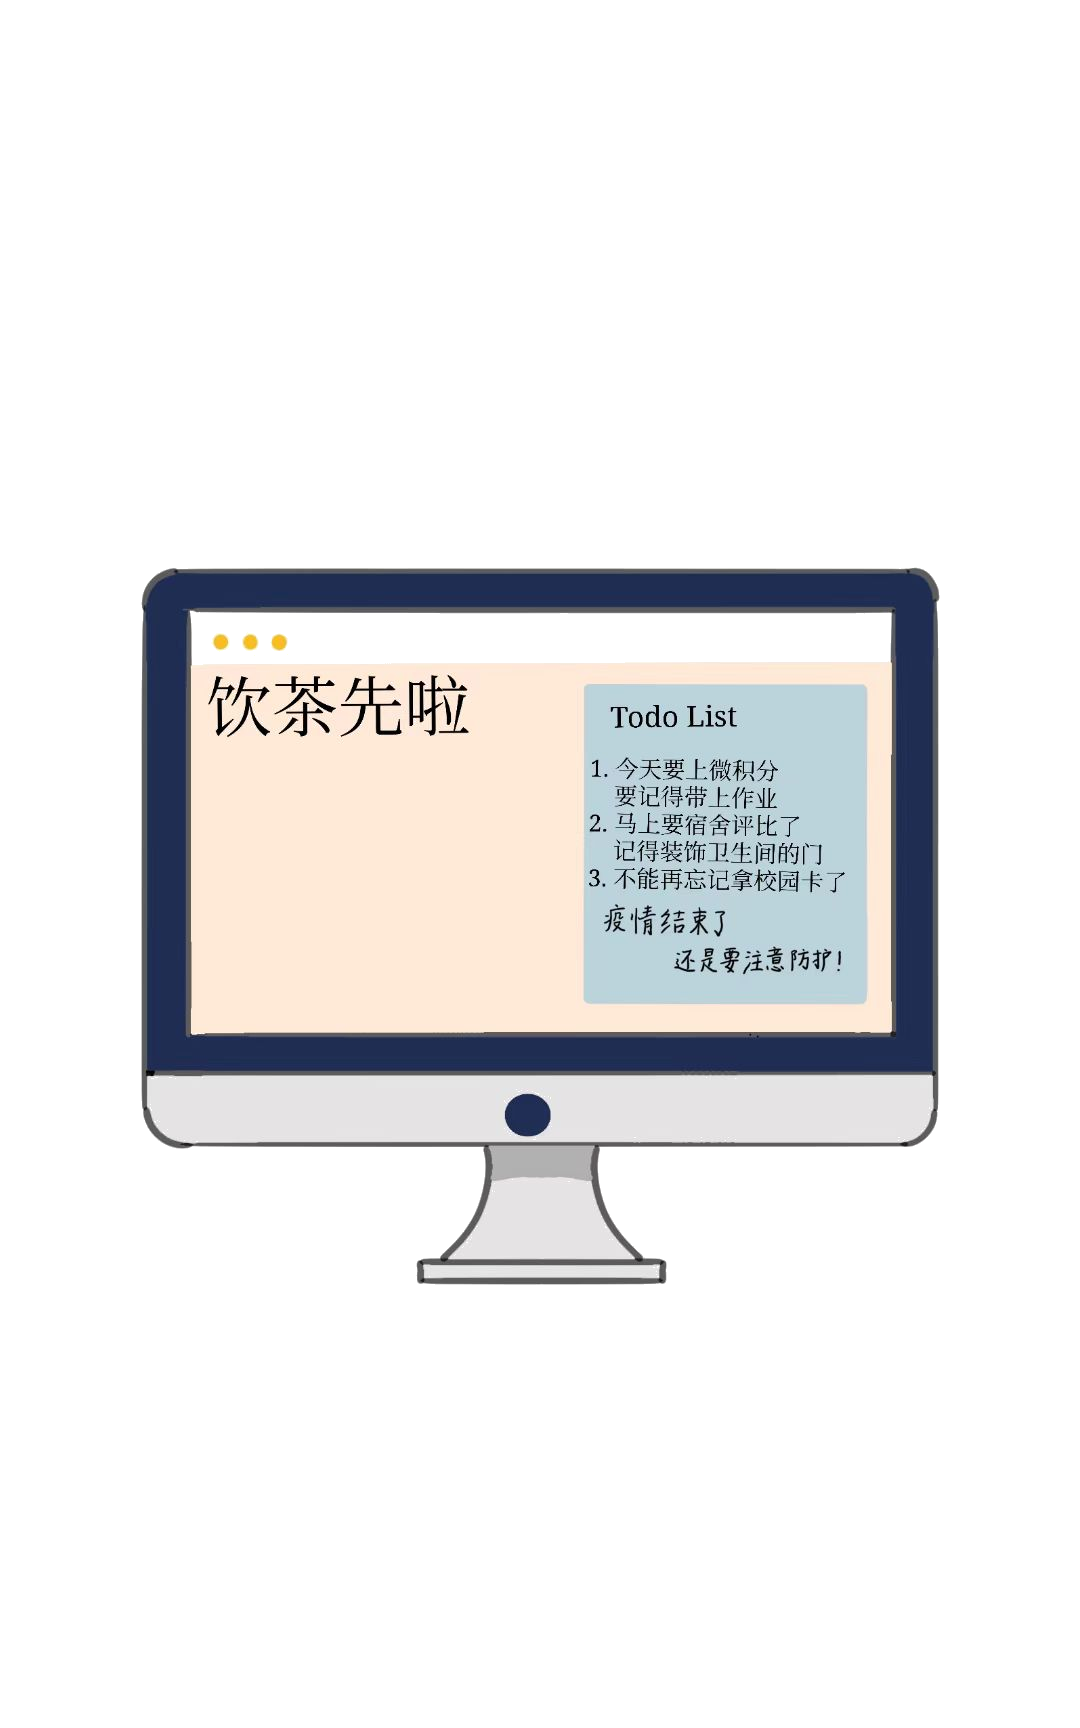 饮茶先啦
Todo List
1. 今天要上微积分
要记得带上作业
2. 马上要宿舍评比了
记得装饰卫生间的门
3. 不能再忘记拿校园卡了
疫情结束了
还是要注意防护!